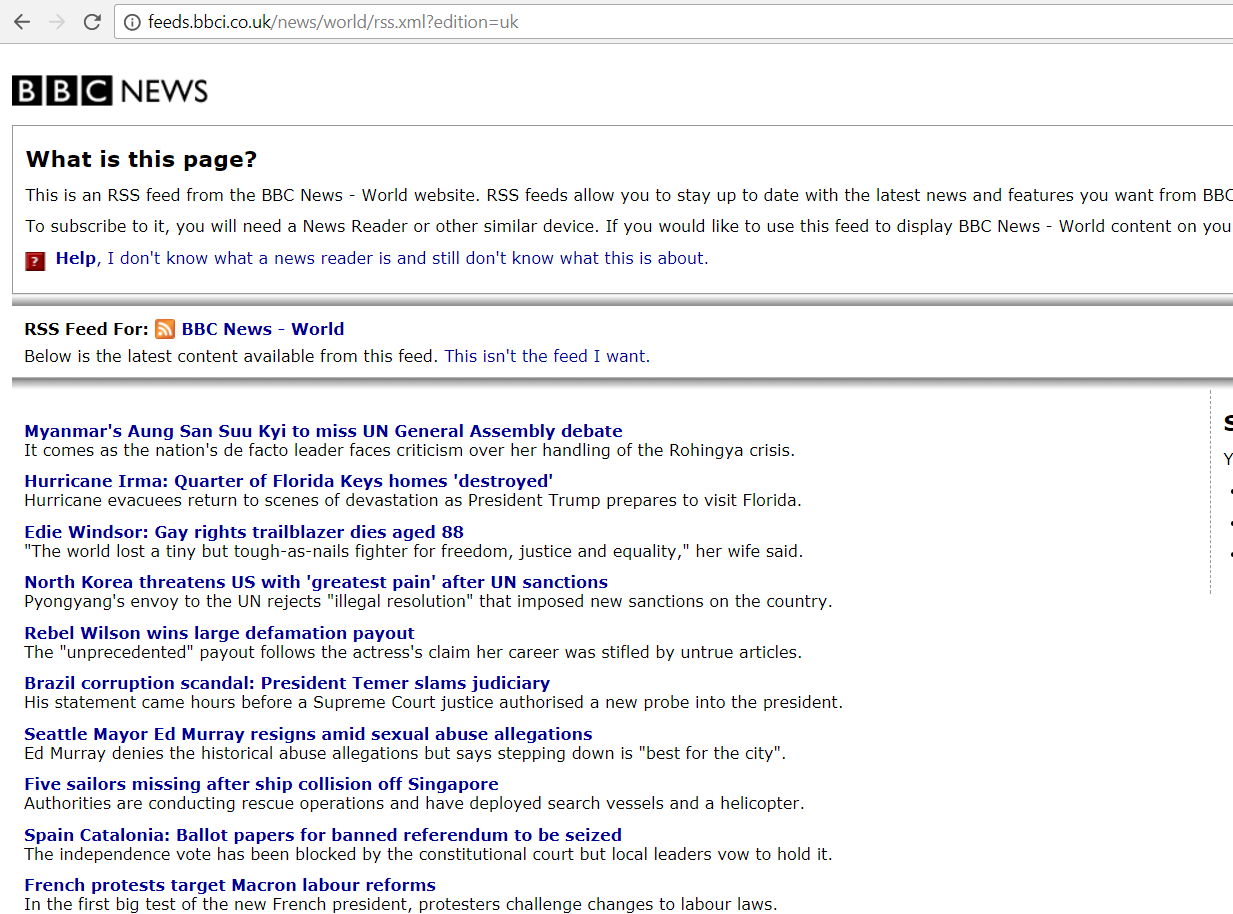 feeds.bbci.co.uk/news/world/rss.xml?edition=uk
BBC NEWS
What is this page?
This is an RSS feed from the BBC News - World website. RSS feeds allow you to stay up to date with the latest news and features you want from BBC
To subscribe to it, you will need a News Reader or other similar device. If you would like to use this feed to display BBC News - World content on you
? Help, I don't know what a news reader is and still don't know what this is about.
RSS Feed For: BBC News - World
Below is the latest content available from this feed. This isn't the feed I want.
Myanmar's Aung San Suu Kyi to miss UN General Assembly debate
It comes as the nation's de facto leader faces criticism over her handling of the Rohingya crisis.
Hurricane Irma: Quarter of Florida Keys homes 'destroyed'
Hurricane evacuees return to scenes of devastation as President Trump prepares to visit Florida.
Edie Windsor: Gay rights trailblazer dies aged 88
"The world lost a tiny but tough-as-nails fighter for freedom, justice and equality," her wife said.
North Korea threatens US with 'greatest pain' after UN sanctions
Pyongyang's envoy to the UN rejects "illegal resolution" that imposed new sanctions on the country.
Rebel Wilson wins large defamation payout
The "unprecedented" payout follows the actress's claim her career was stifled by untrue articles.
Brazil corruption scandal: President Temer slams judiciary
His statement came hours before a Supreme Court justice authorised a new probe into the president.
Seattle Mayor Ed Murray resigns amid sexual abuse allegations
Ed Murray denies the historical abuse allegations but says stepping down is "best for the city".
Five sailors missing after ship collision off Singapore
Authorities are conducting rescue operations and have deployed search vessels and a helicopter.
Spain Catalonia: Ballot papers for banned referendum to be seized
The independence vote has been blocked by the constitutional court but local leaders vow to hold it.
French protests target Macron labour reforms
In the first big test of the new French president, protesters challenge changes to labour laws.